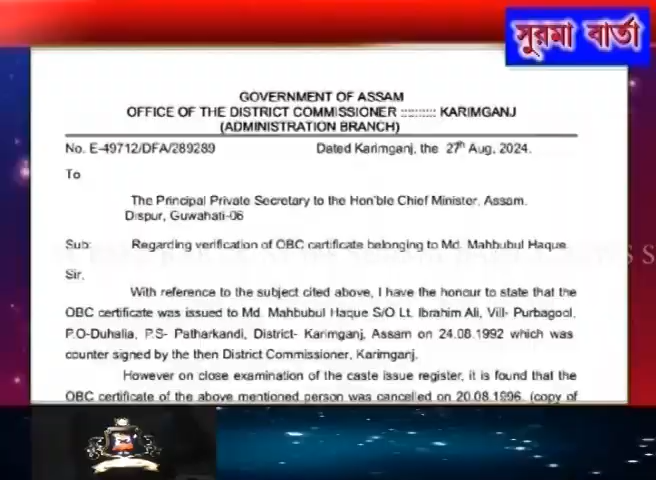 সুরমা বার্তা
GOVERNMENT OF ASSAM
OFFICE OF THE DISTRICT COMMISSIONER ::::::::: KARIMGANJ
(ADMINISTRATION BRANCH)
No. E-49712/DFA/289289 Dated Karimganj, the 27th Aug, 2024.
To
The Principal Private Secretary to the Hon'ble Chief Minister, Assam.
Dispur, Guwahati-06
Sub: Regarding verification of OBC certificate belonging to Md. Mahbubul Haque
Sir,
With reference to the subject cited above, I have the honour to state that the
OBC certificate was issued to Md. Mahbubul Haque S/O Lt. Ibrahim Ali, Vill- Purbagool,
P.O-Duhalia, P.S- Patharkandi, District- Karimganj, Assam on 24.08.1992 which was
counter signed by the then District Commissioner, Karimganj.
However on close examination of the caste issue register, it is found that the
OBC certificate of the above mentioned person was cancelled on 20.08.1996. (copy of